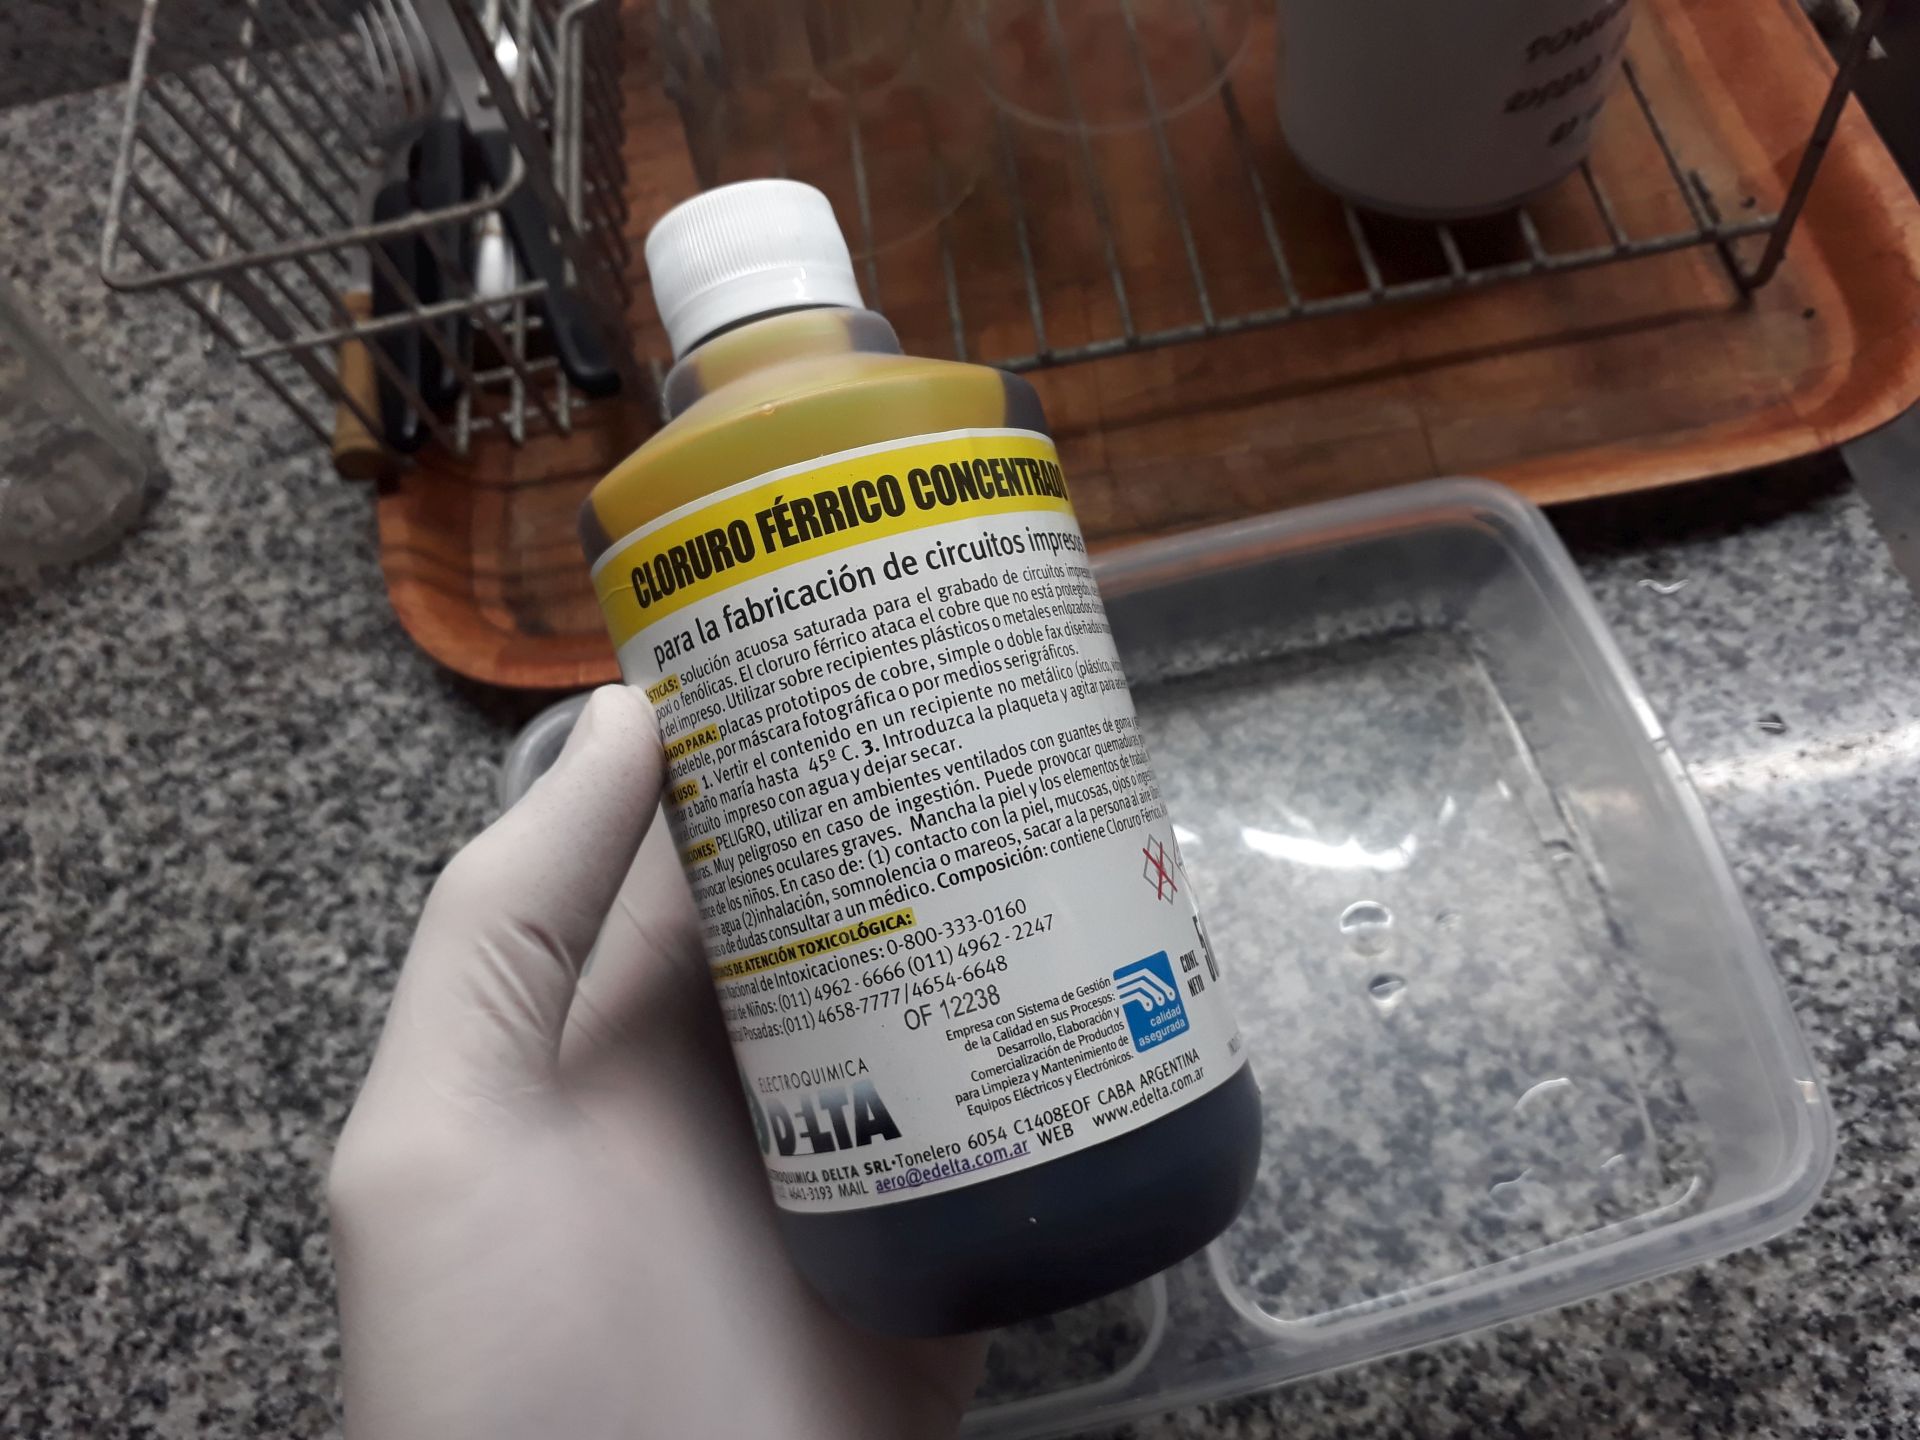 CLORURO FÉRRICO CONCENTRADO
para la fabricación de circuitos impresos
solución acuosa saturada para el grabado de circuitos
o fenólicas. El cloruro férrico ataca el cobre que no está protegido
del impreso. Utilizar sobre recipientes plásticos o metales enlozados
PARA: placas prototipos de cobre, simple o doble fax diseñadas
indeleble, por máscara fotográfica o por medios serigráficos.
USO: 1. Vertir el contenido en un recipiente no metálico (plástico,
a baño maría hasta 45º C. 3. Introduzca la plaqueta y agitar para
circuito impreso con agua y dejar secar.
PELIGRO, utilizar en ambientes ventilados con guantes de goma
Muy peligroso en caso de ingestión. Puede provocar quemaduras
provocar lesiones oculares graves. Mancha la piel y los elementos de trabajo.
de los niños. En caso de: (1) contacto con la piel, mucosas, ojos o
agua (2)inhalación, somnolencia o mareos, sacar a la persona al aire
o de dudas consultar a un médico. Composición: contiene Cloruro Férrico,
DE ATENCIÓN TOXICOLÓGICA:
Nacional de Intoxicaciones: 0-800-333-0160
de Niños: (011) 4962 - 6666 (011) 4962 - 2247
Posadas:(011) 4658-7777/4654-6648
OF 12238
CONT.
NETO
Empresa con Sistema de Gestión
de la Calidad en sus Procesos:
Desarrollo, Elaboración y
Comercialización de Productos
para Limpieza y Mantenimiento de
Equipos Eléctricos y Electrónicos.
calidad
asegurada
ELECTROQUIMICA
DELTA
DELTA SRL•Tonelero 6054 C1408EOF CABA ARGENTINA
4641-3193 MAIL aero@edelta.com.ar WEB www.edelta.com.ar